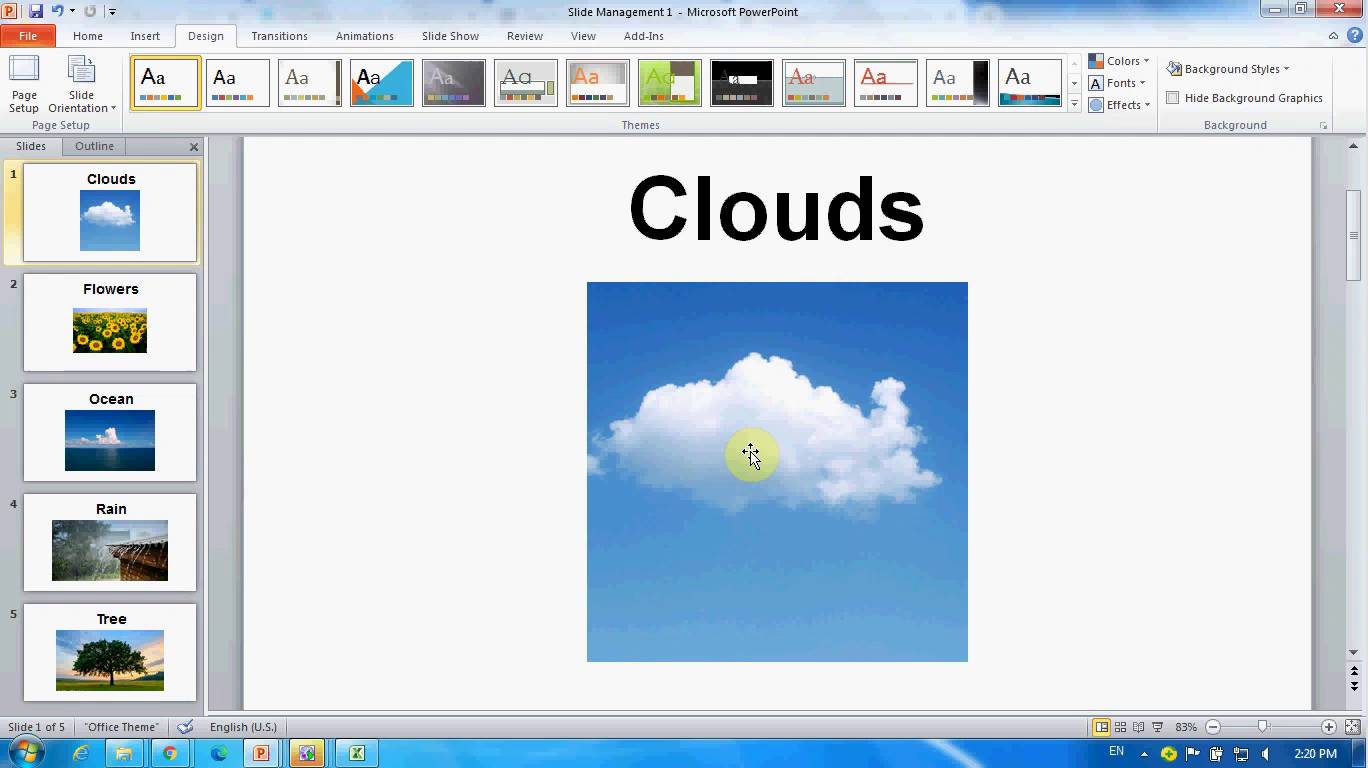 Slide Management 1 - Microsoft PowerPoint
File Home Insert Design Transitions Animations Slide Show Review View Add-Ins
Page Setup
Slide Orientation
Page Setup
Aa Aa Aa Aa Aa Aa Aa Aa Aa Aa Aa Aa Aa
Themes
Colors
Fonts
Effects
Background Styles
Hide Background Graphics
Background
Slides Outline
1
Clouds
2
Flowers
3
Ocean
4
Rain
5
Tree
Clouds
Slide 1 of 5 "Office Theme" English (U.S.) 83%
EN 2:20 PM